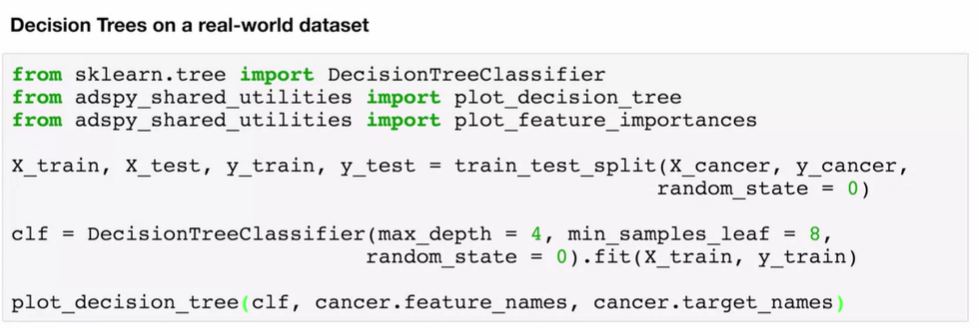 Decision Trees on a real-world dataset
from sklearn.tree import DecisionTreeClassifier
from adspy_shared_utilities import plot_decision_tree
from adspy_shared_utilities import plot_feature_importances
X_train, X_test, y_train, y_test = train_test_split(X_cancer, y_cancer,
random_state = 0)
clf = DecisionTreeClassifier(max_depth = 4, min_samples_leaf = 8,
random_state = 0).fit(X_train, y_train)
plot_decision_tree(clf, cancer.feature_names, cancer.target_names)